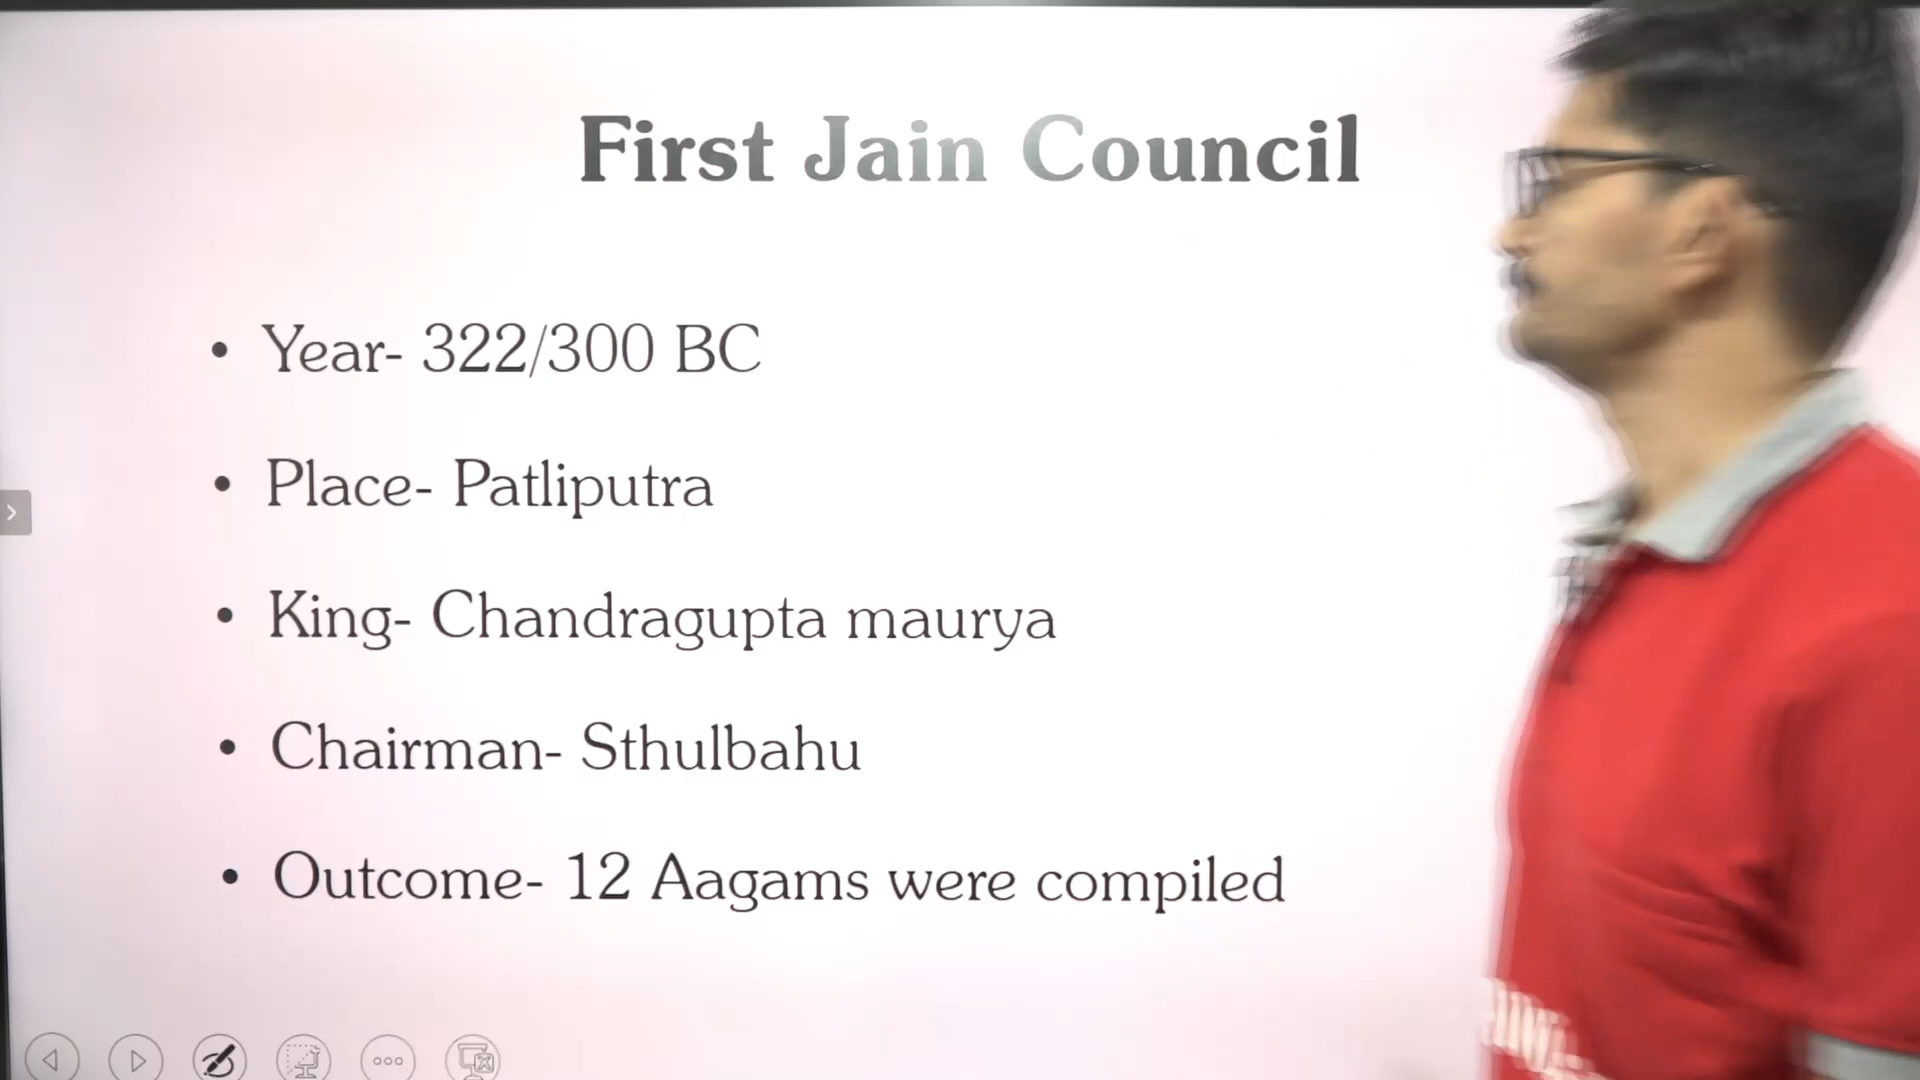 First Jain Council
• Year- 322/300 BC
• Place- Patliputra
• King- Chandragupta maurya
• Chairman- Sthulbahu
• Outcome- 12 Aagams were compiled